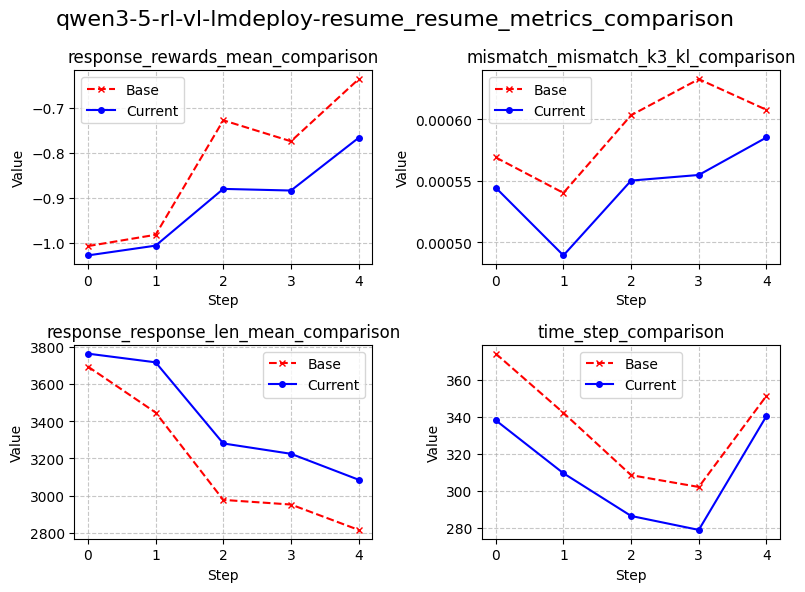 qwen3-5-rl-vl-lmdeploy-resume_resume_metrics_comparison
response_rewards_mean_comparison
Base
Current
Value
−0.7
−0.8
−0.9
−1.0
0 1 2 3 4
Step
mismatch_mismatch_k3_kl_comparison
Base
Current
Value
0.00060
0.00055
0.00050
0 1 2 3 4
Step
response_response_len_mean_comparison
Base
Current
Value
3800
3600
3400
3200
3000
2800
0 1 2 3 4
Step
time_step_comparison
Base
Current
Value
360
340
320
300
280
0 1 2 3 4
Step